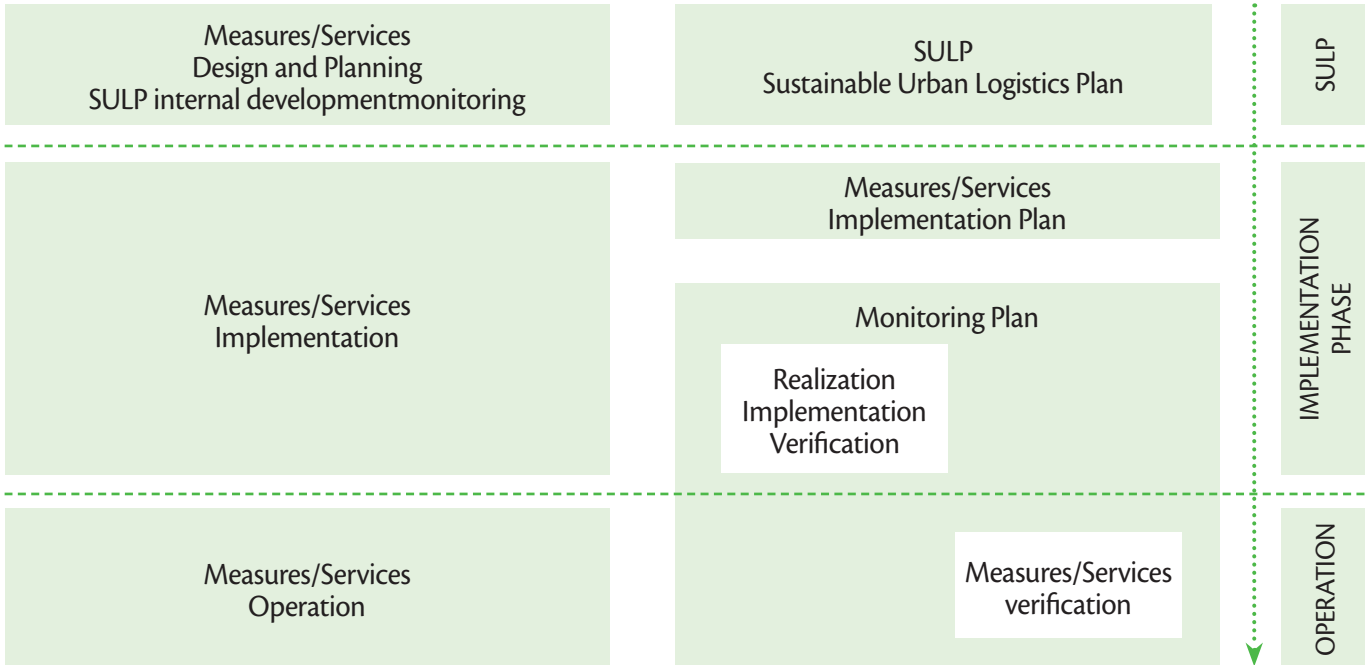 Measures/Services
Design and Planning
SULP internal developmentmonitoring
SULP
Sustainable Urban Logistics Plan
SULP
Measures/Services
Implementation
Measures/Services
Implementation Plan
Monitoring Plan
Realization
Implementation
Verification
IMPLEMENTATION
PHASE
Measures/Services
Operation
Measures/Services
verification
OPERATION